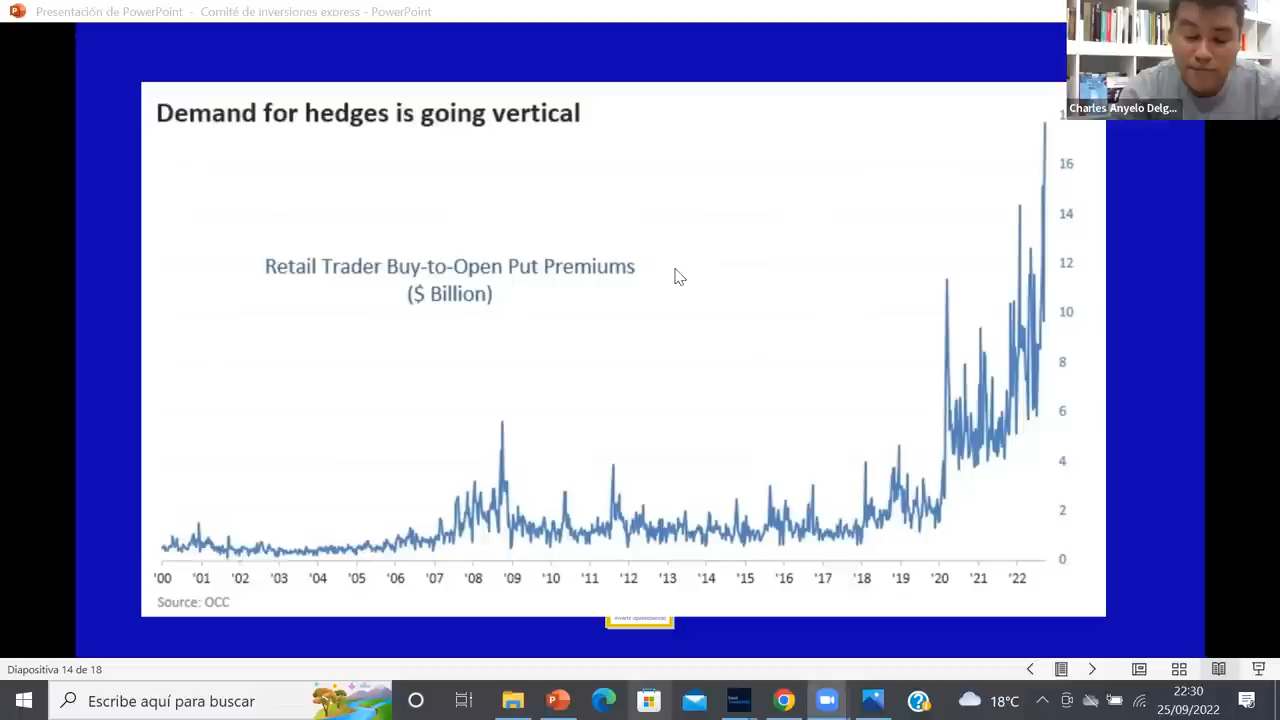 Presentación de PowerPoint - Comité de inversiones express - PowerPoint
Charles Anyelo Delg...
Demand for hedges is going vertical
Retail Trader Buy-to-Open Put Premiums
($ Billion)
16
14
12
10
8
6
4
2
0
'00 '01 '02 '03 '04 '05 '06 '07 '08 '09 '10 '11 '12 '13 '14 '15 '16 '17 '18 '19 '20 '21 '22
Source: OCC
Diapositiva 14 de 18
Escribe aquí para buscar
18°C
22:30
25/09/2022